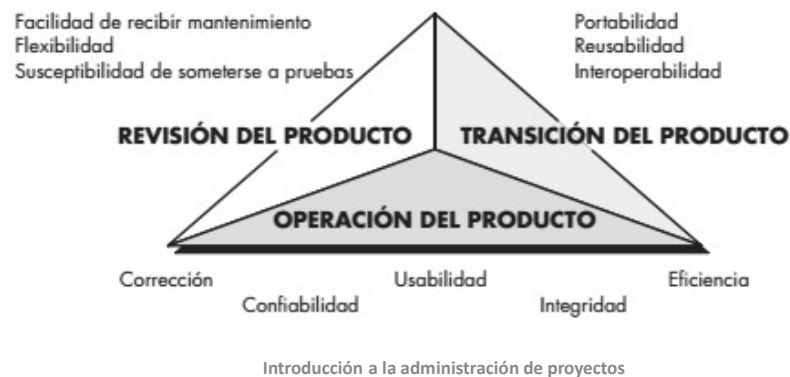 Facilidad de recibir mantenimiento
Flexibilidad
Susceptibilidad de someterse a pruebas
Portabilidad
Reusabilidad
Interoperabilidad
REVISIÓN DEL PRODUCTO
TRANSICIÓN DEL PRODUCTO
OPERACIÓN DEL PRODUCTO
Corrección
Confiabilidad
Usabilidad
Integridad
Eficiencia
Introducción a la administración de proyectos